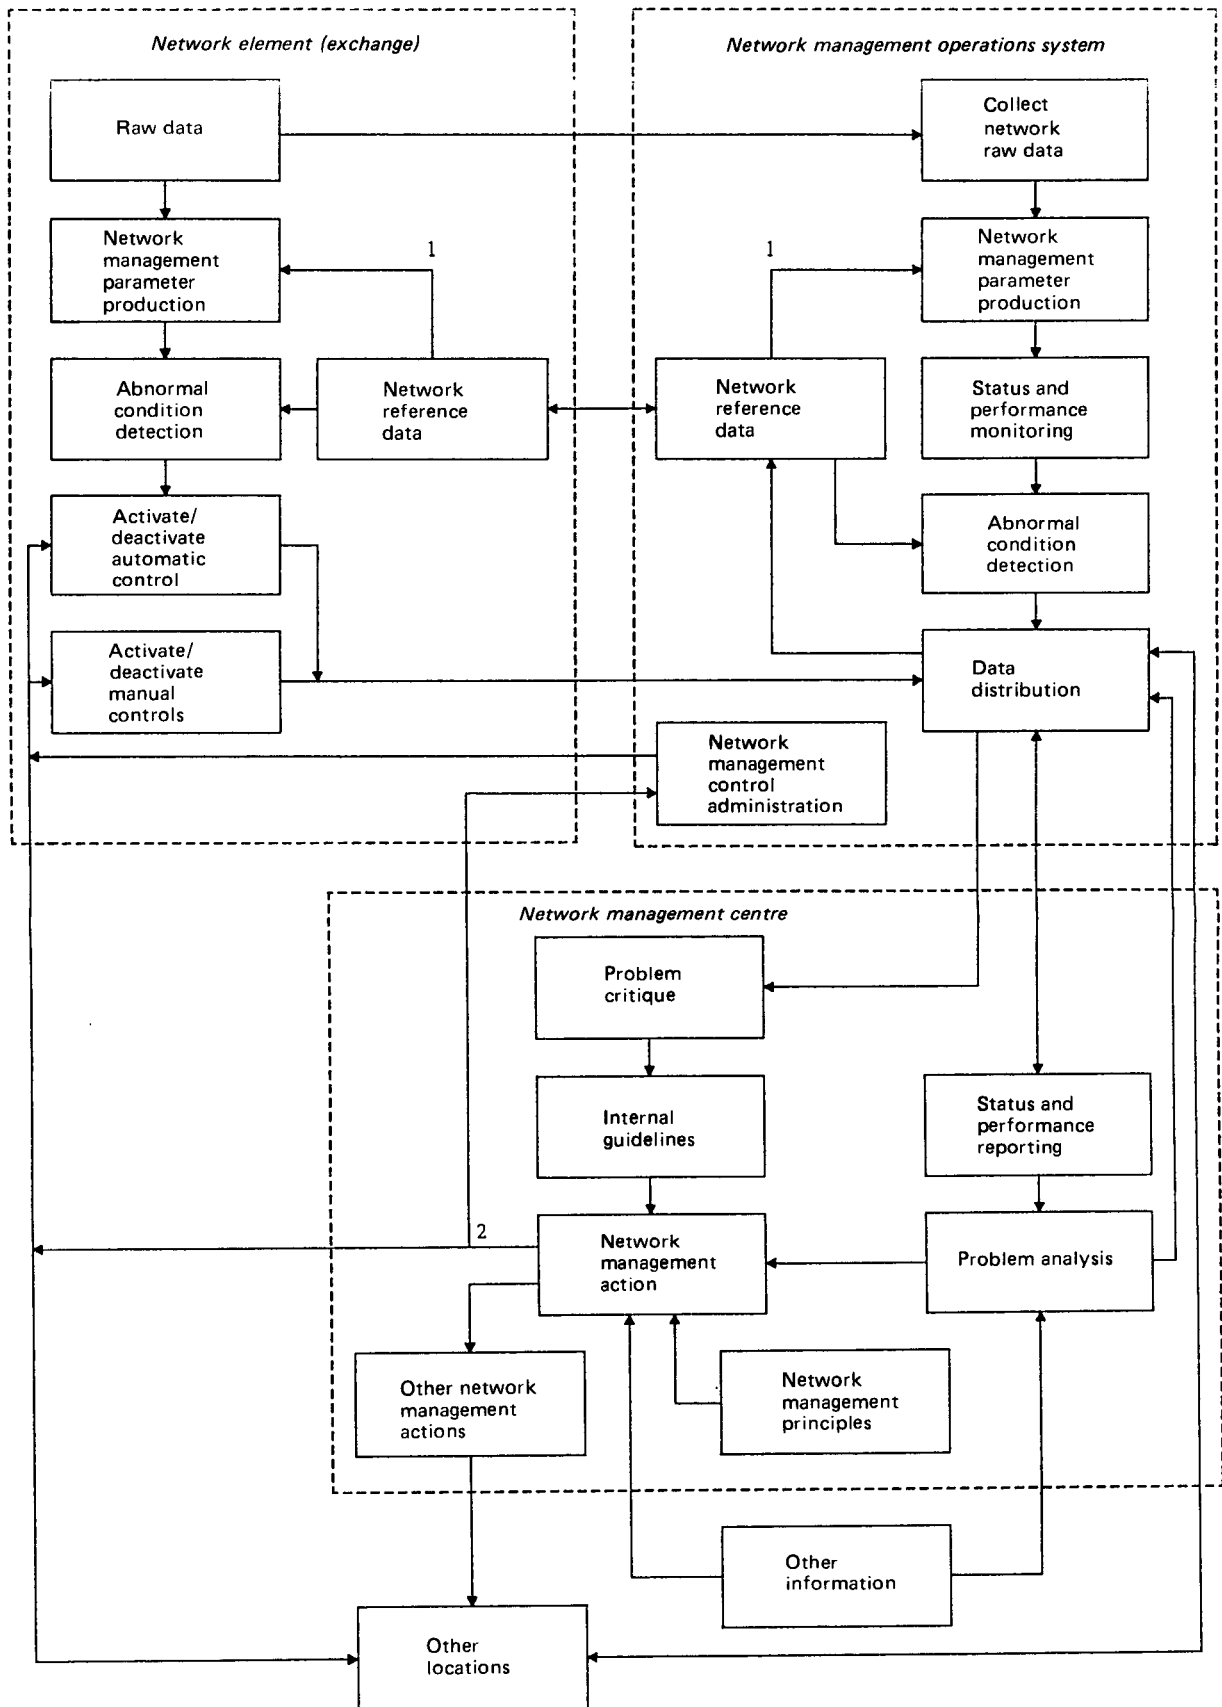 Network element (exchange)
Raw data
Network
management
parameter
production
1
Abnormal
condition
detection
Network
reference
data
Activate/
deactivate
automatic
control
Activate/
deactivate
manual
controls
Network management operations system
Collect
network
raw data
1
Network
management
parameter
production
Network
reference
data
Status and
performance
monitoring
Abnormal
condition
detection
Data
distribution
Network
management
control
administration
Network management centre
Problem
critique
Internal
guidelines
Status and
performance
reporting
2
Network
management
action
Problem analysis
Other network
management
actions
Network
management
principles
Other
information
Other
locations